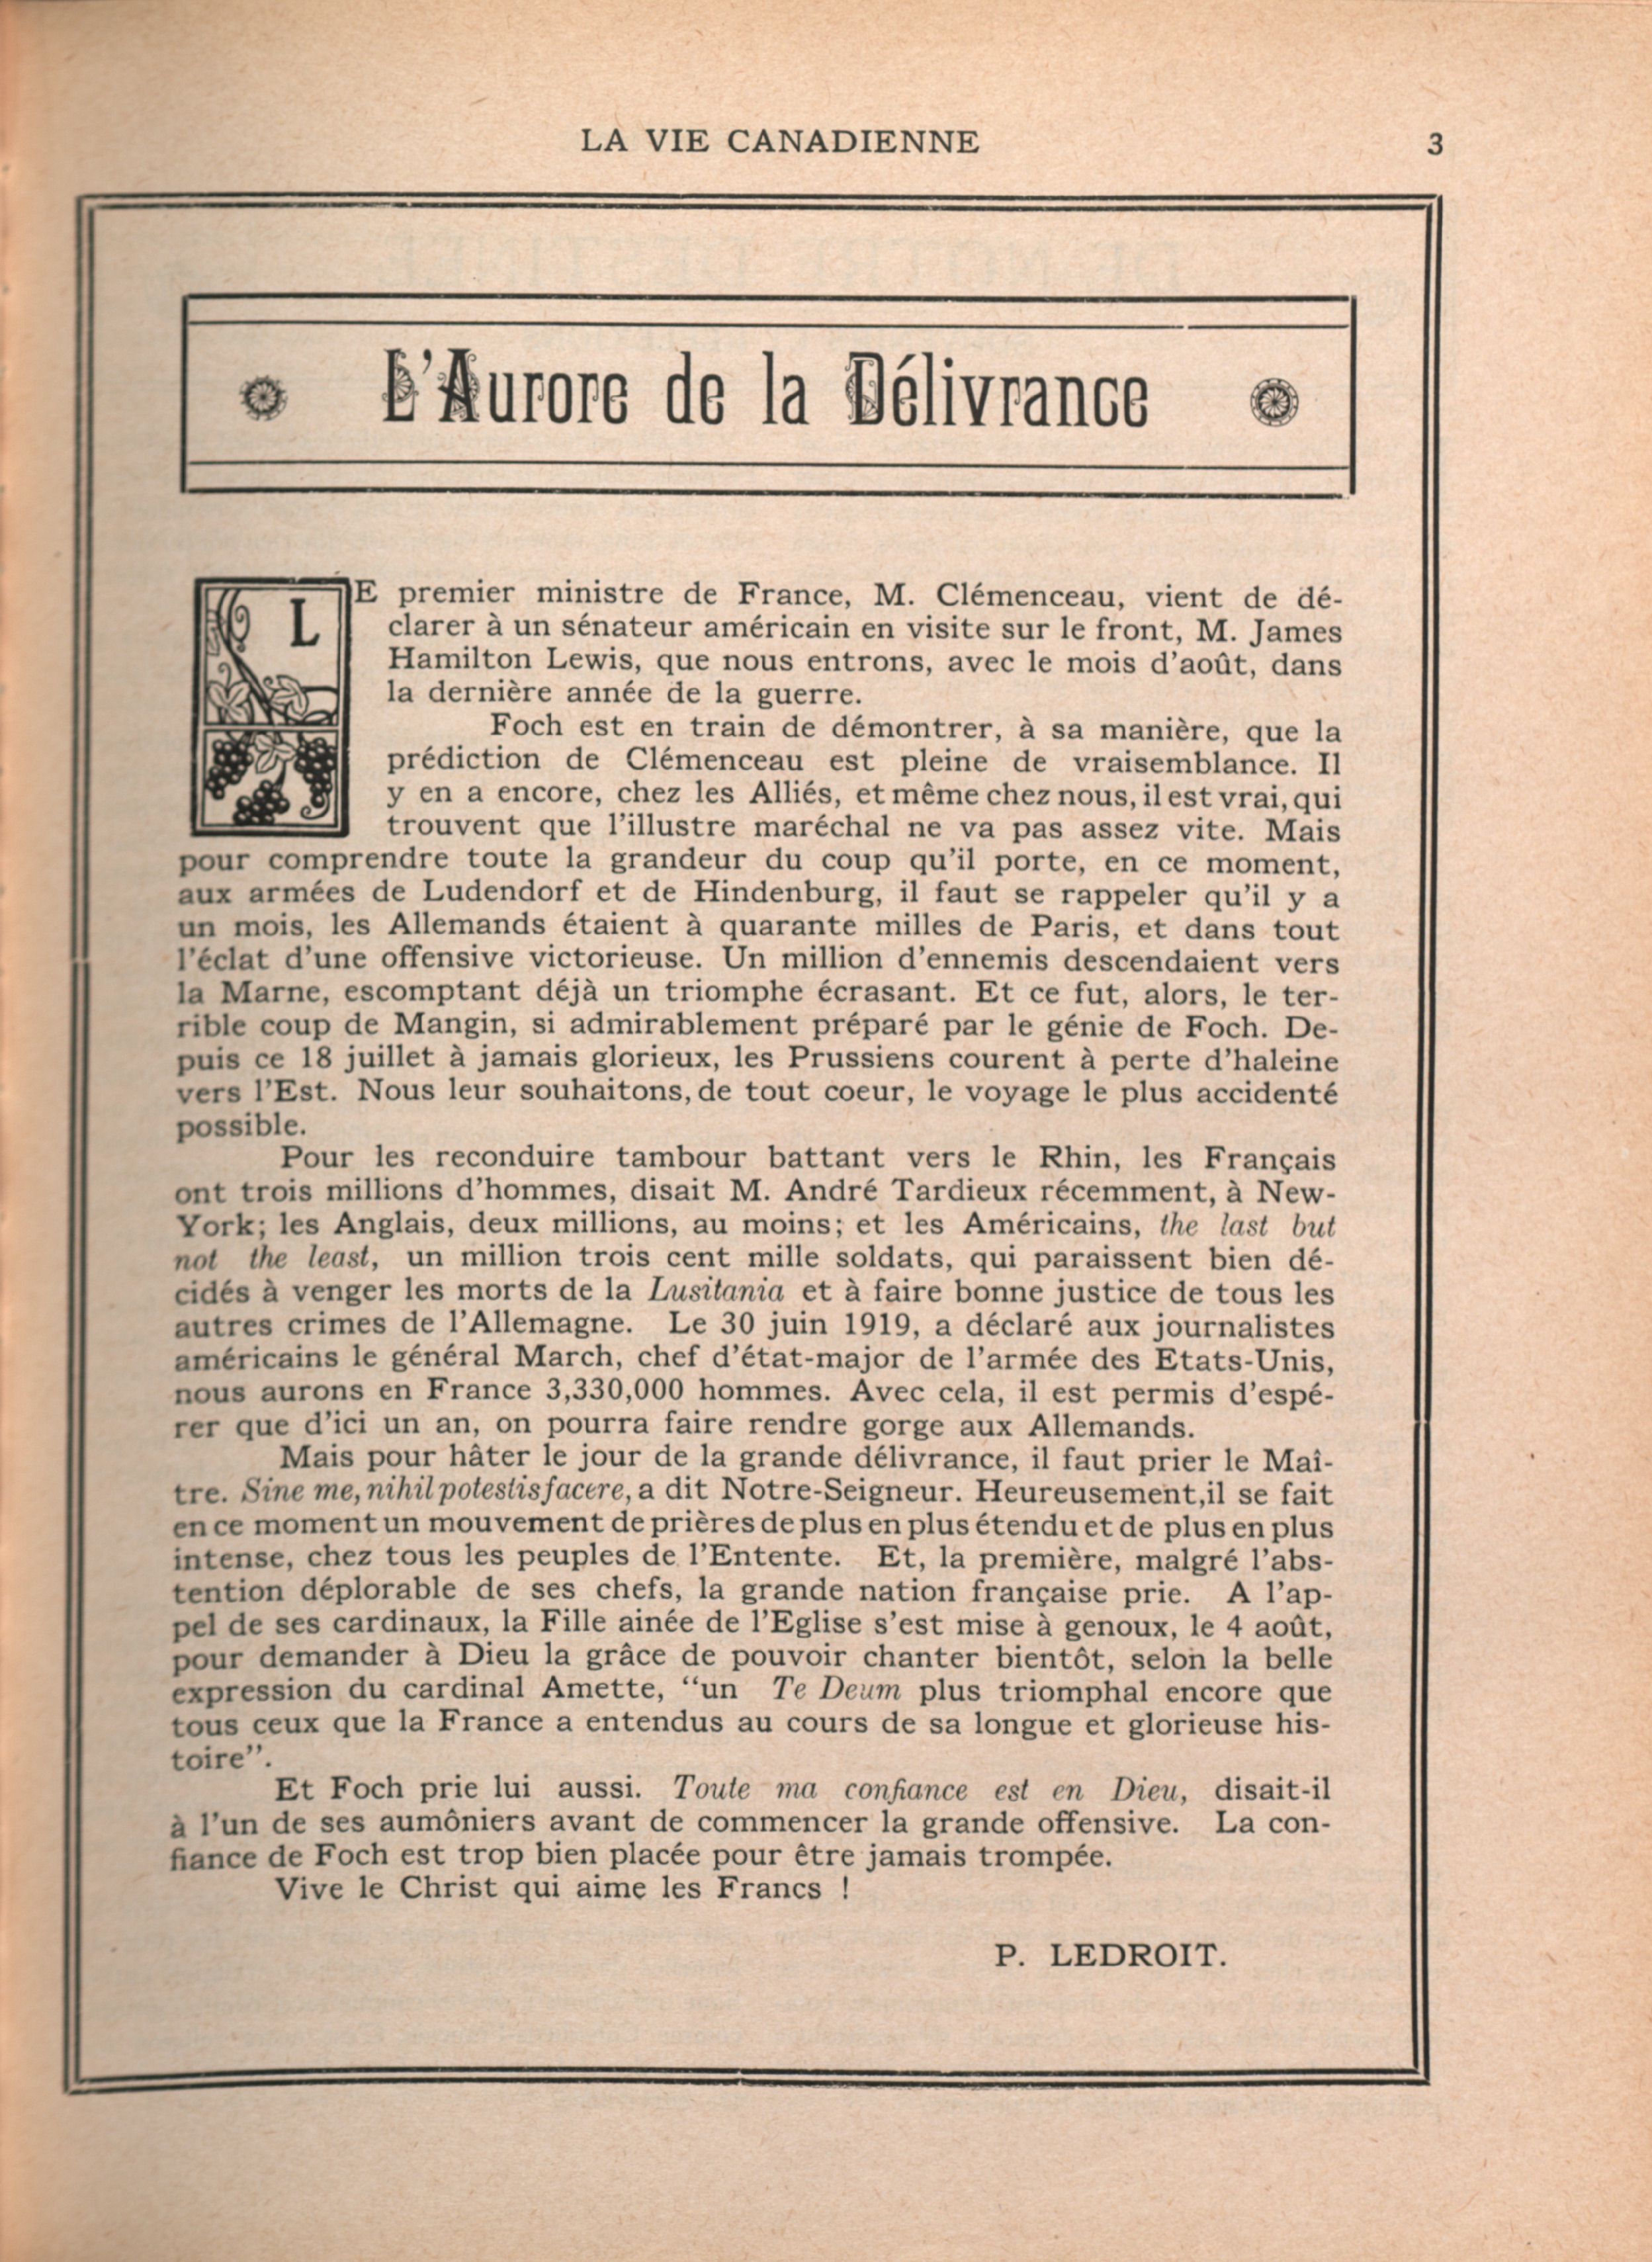 LA VIE CANADIENNE
3
L'Aurore de la Délivrance
LE premier ministre de France, M. Clémenceau, vient de dé-
clarer à un sénateur américain en visite sur le front, M. James
Hamilton Lewis, que nous entrons, avec le mois d'août, dans
la dernière année de la guerre.
Foch est en train de démontrer, à sa manière, que la
prédiction de Clémenceau est pleine de vraisemblance. Il
y en a encore, chez les Alliés, et même chez nous, il est vrai, qui
trouvent que l'illustre maréchal ne va pas assez vite. Mais
pour comprendre toute la grandeur du coup qu'il porte, en ce moment,
aux armées de Ludendorf et de Hindenburg, il faut se rappeler qu'il y a
un mois, les Allemands étaient à quarante milles de Paris, et dans tout
l'éclat d'une offensive victorieuse. Un million d'ennemis descendaient vers
la Marne, escomptant déjà un triomphe écrasant. Et ce fut, alors, le ter-
rible coup de Mangin, si admirablement préparé par le génie de Foch. De-
puis ce 18 juillet à jamais glorieux, les Prussiens courent à perte d'haleine
vers l'Est. Nous leur souhaitons, de tout coeur, le voyage le plus accidenté
possible.
Pour les reconduire tambour battant vers le Rhin, les Français
ont trois millions d'hommes, disait M. André Tardieux récemment, à New-
York; les Anglais, deux millions, au moins; et les Américains, the last but
not the least, un million trois cent mille soldats, qui paraissent bien dé-
cidés à venger les morts de la Lusitania et à faire bonne justice de tous les
autres crimes de l'Allemagne. Le 30 juin 1919, a déclaré aux journalistes
américains le général March, chef d'état-major de l'armée des Etats-Unis,
nous aurons en France 3,330,000 hommes. Avec cela, il est permis d'espé-
rer que d'ici un an, on pourra faire rendre gorge aux Allemands.
Mais pour hâter le jour de la grande délivrance, il faut prier le Maî-
tre. Sine me, nihil potestis facere, a dit Notre-Seigneur. Heureusement, il se fait
en ce moment un mouvement de prières de plus en plus étendu et de plus en plus
intense, chez tous les peuples de l'Entente. Et, la première, malgré l'abs-
tention déplorable de ses chefs, la grande nation française prie. A l'ap-
pel de ses cardinaux, la Fille ainée de l'Eglise s'est mise à genoux, le 4 août,
pour demander à Dieu la grâce de pouvoir chanter bientôt, selon la belle
expression du cardinal Amette, "un Te Deum plus triomphal encore que
tous ceux que la France a entendus au cours de sa longue et glorieuse his-
toire".
Et Foch prie lui aussi. Toute ma confiance est en Dieu, disait-il
à l'un de ses aumôniers avant de commencer la grande offensive. La con-
fiance de Foch est trop bien placée pour être jamais trompée.
Vive le Christ qui aime les Francs !
P. LEDROIT.